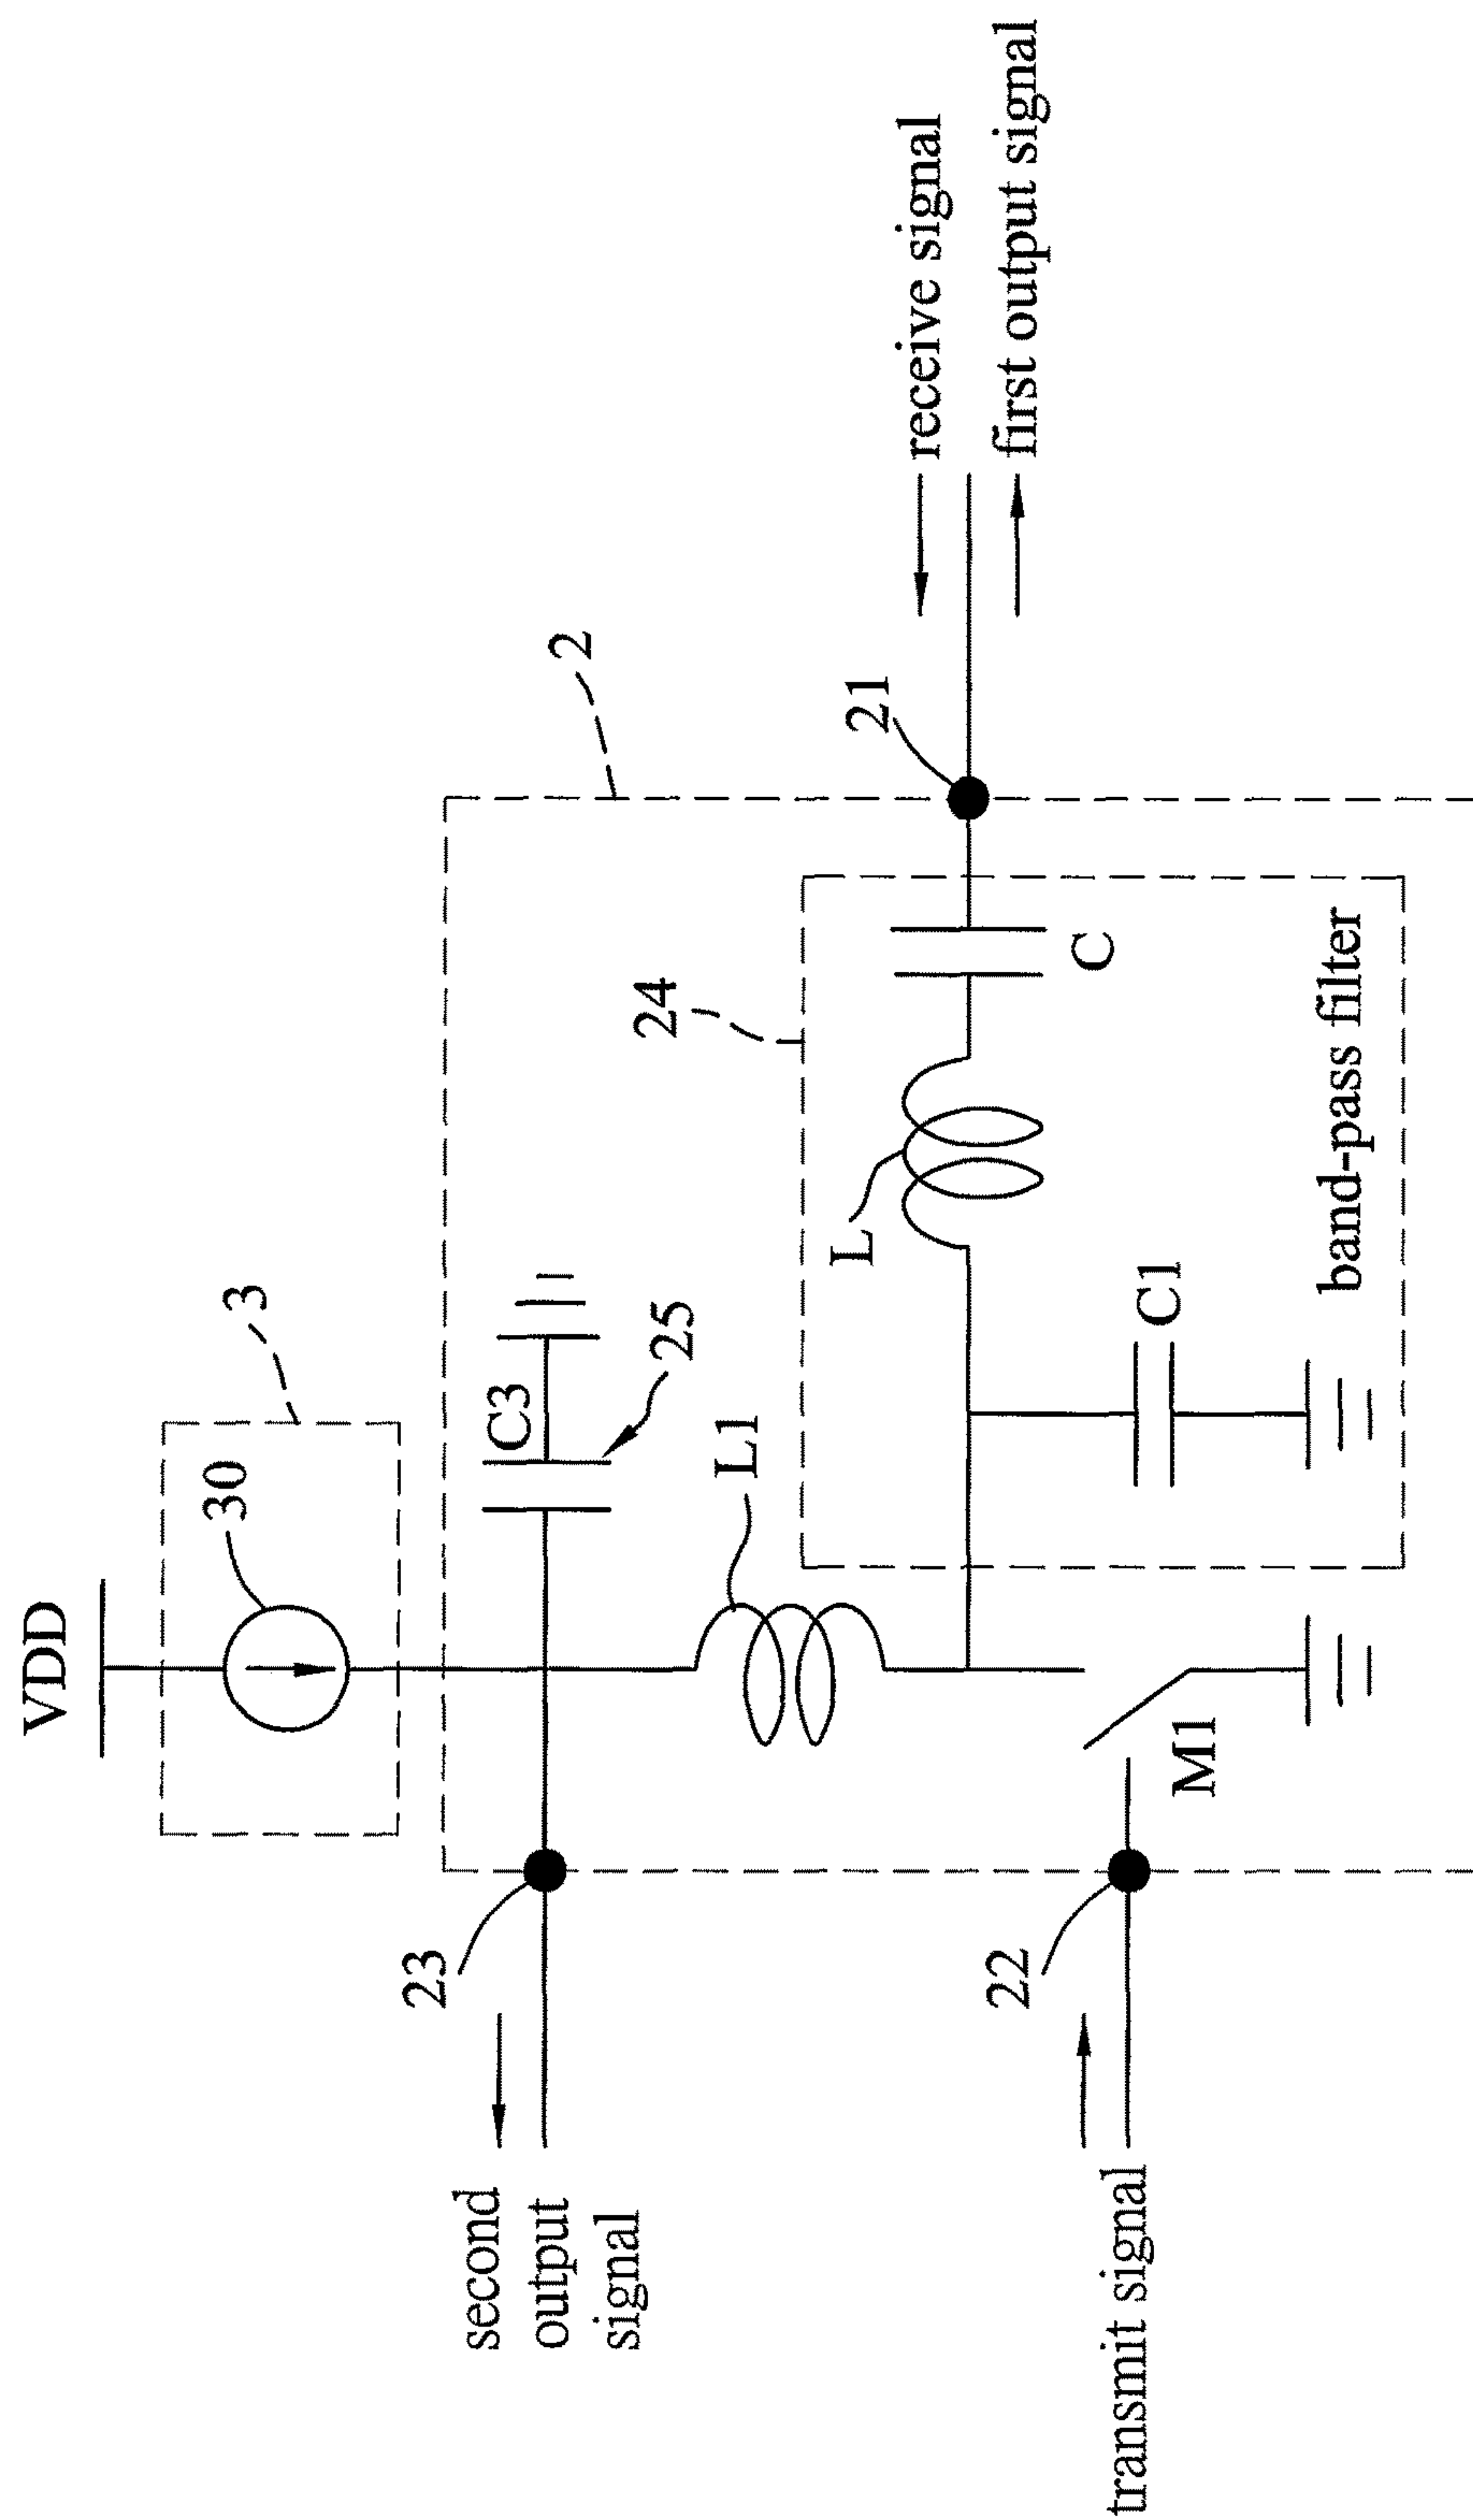 VDD
30
3
C3
25
2
23
second
output
signal
L1
24
21
receive signal
first output signal
L
C
22
C1
transmit signal
M1
band-pass filter